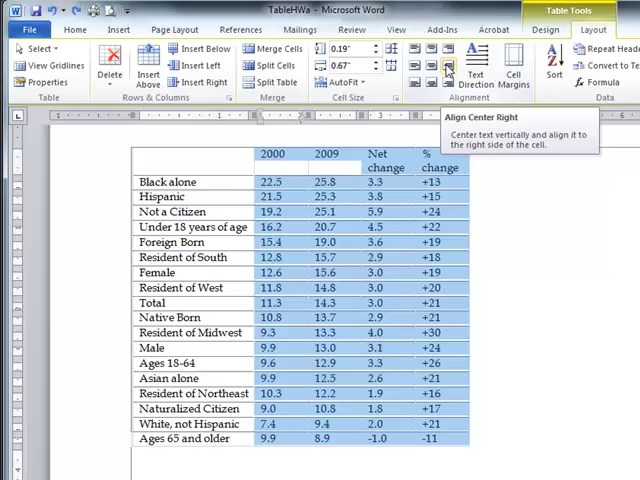 TableHWa - Microsoft Word
Table Tools
File Home Insert Page Layout References Mailings Review View Add-Ins Acrobat Design Layout
Select Insert Below Merge Cells 0.19" Repeat Heade
View Gridlines Delete Insert Above Insert Left Split Cells 0.67" Text Direction Cell Margins Sort Convert to Te
Properties Insert Right Split Table AutoFit Formula
Table Rows & Columns Merge Cell Size Alignment Data
Align Center Right
Center text vertically and align it to
the right side of the cell.
2000 2009 Net change % change
Black alone 22.5 25.8 3.3 +13
Hispanic 21.5 25.3 3.8 +15
Not a Citizen 19.2 25.1 5.9 +24
Under 18 years of age 16.2 20.7 4.5 +22
Foreign Born 15.4 19.0 3.6 +19
Resident of South 12.8 15.7 2.9 +18
Female 12.6 15.6 3.0 +19
Resident of West 11.8 14.8 3.0 +20
Total 11.3 14.3 3.0 +21
Native Born 10.8 13.7 2.9 +21
Resident of Midwest 9.3 13.3 4.0 +30
Male 9.9 13.0 3.1 +24
Ages 18-64 9.6 12.9 3.3 +26
Asian alone 9.9 12.5 2.6 +21
Resident of Northeast 10.3 12.2 1.9 +16
Naturalized Citizen 9.0 10.8 1.8 +17
White, not Hispanic 7.4 9.4 2.0 +21
Ages 65 and older 9.9 8.9 -1.0 -11